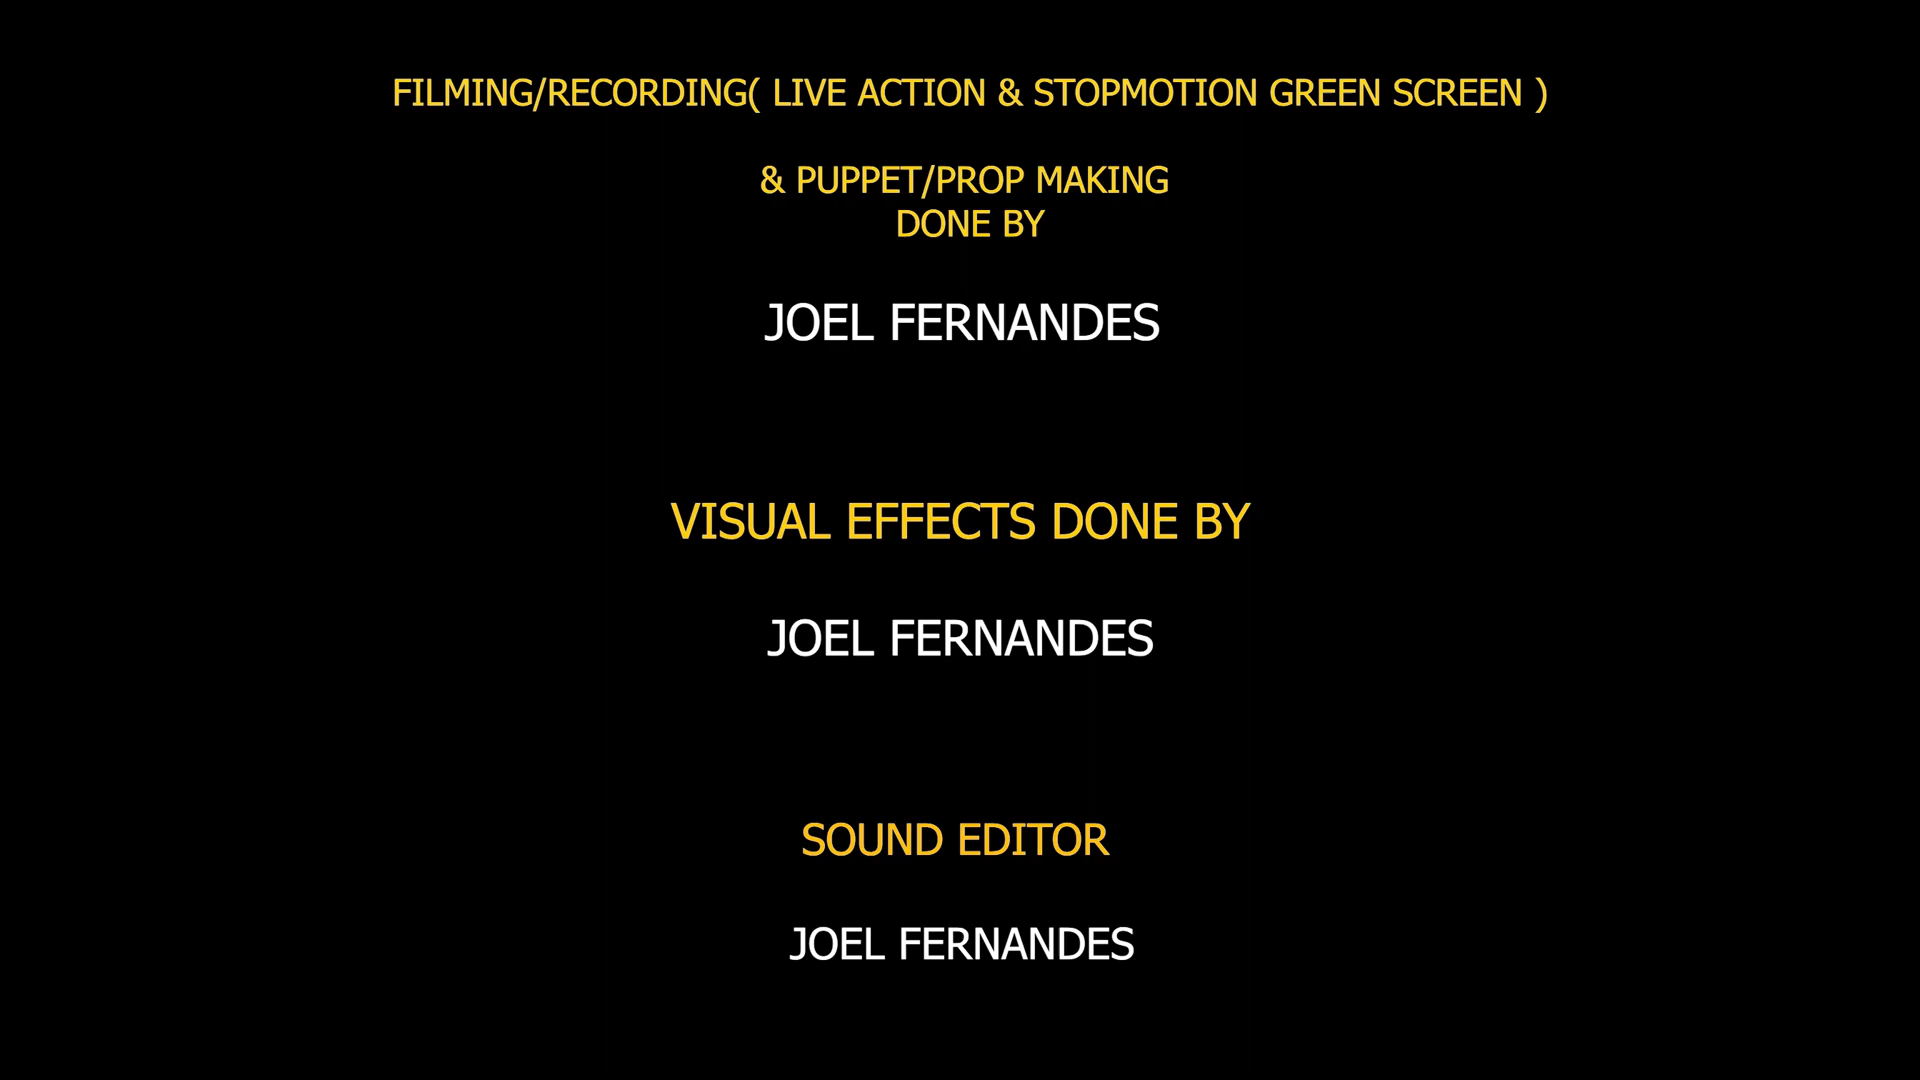 FILMING/RECORDING( LIVE ACTION & STOPMOTION GREEN SCREEN )
& PUPPET/PROP MAKING
DONE BY
JOEL FERNANDES
VISUAL EFFECTS DONE BY
JOEL FERNANDES
SOUND EDITOR
JOEL FERNANDES